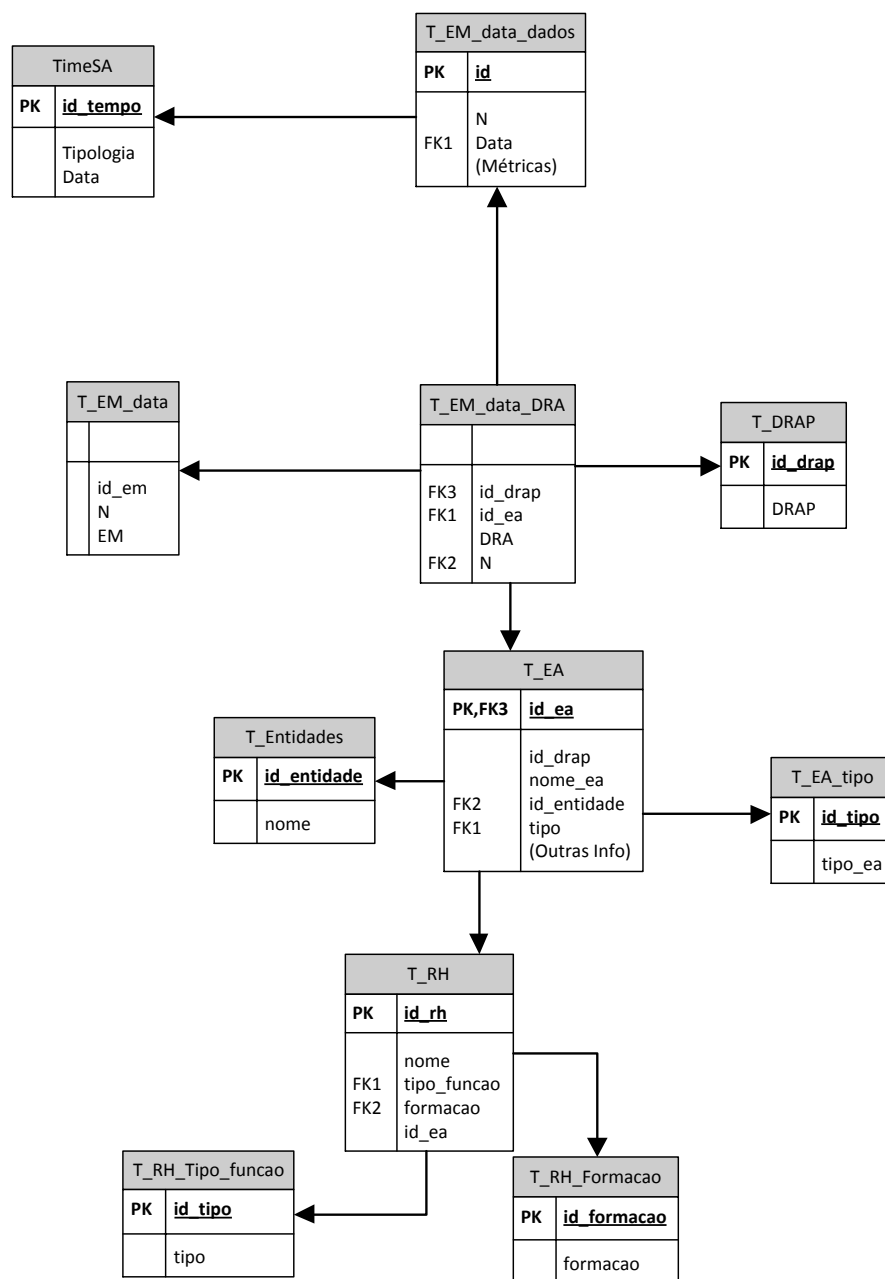 T_EM_data_dados
PK id
N
FK1 Data
(Métricas)
TimeSA
PK id_tempo
Tipologia
Data
T_EM_data
id_em
N
EM
T_EM_data_DRA
FK3 id_drap
FK1 id_ea
DRA
FK2 N
T_DRAP
PK id_drap
DRAP
T_EA
PK,FK3 id_ea
id_drap
nome_ea
FK2 id_entidade
FK1 tipo
(Outras Info)
T_Entidades
PK id_entidade
nome
T_EA_tipo
PK id_tipo
tipo_ea
T_RH
PK id_rh
nome
FK1 tipo_funcao
FK2 formacao
id_ea
T_RH_Tipo_funcao
PK id_tipo
tipo
T_RH_Formacao
PK id_formacao
formacao